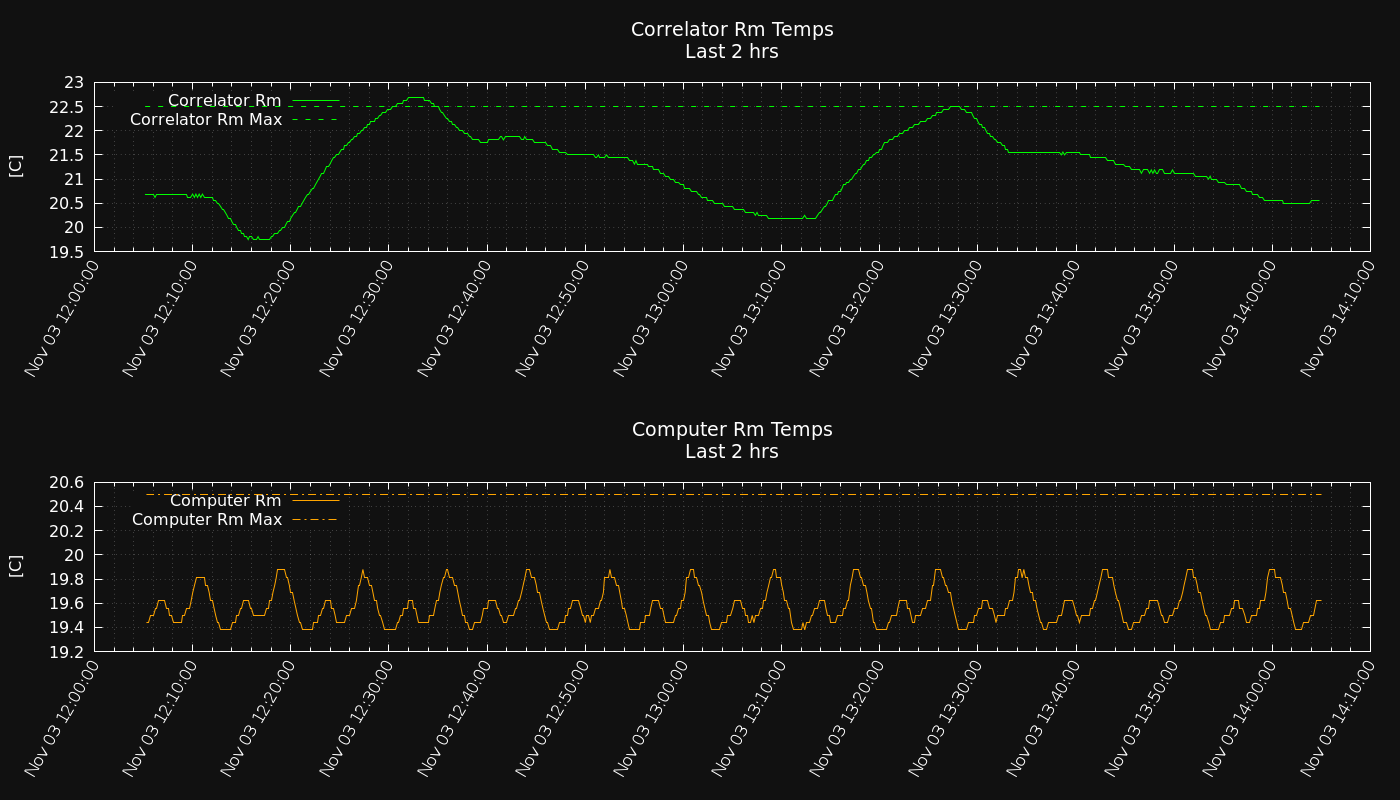 Correlator Rm Temps
Last 2 hrs
[C]
23
22.5
22
21.5
21
20.5
20
19.5
Correlator Rm
Correlator Rm Max
Nov 03 12:00:00
Nov 03 12:10:00
Nov 03 12:20:00
Nov 03 12:30:00
Nov 03 12:40:00
Nov 03 12:50:00
Nov 03 13:00:00
Nov 03 13:10:00
Nov 03 13:20:00
Nov 03 13:30:00
Nov 03 13:40:00
Nov 03 13:50:00
Nov 03 14:00:00
Nov 03 14:10:00
Computer Rm Temps
Last 2 hrs
[C]
20.6
20.4
20.2
20
19.8
19.6
19.4
19.2
Computer Rm
Computer Rm Max
Nov 03 12:00:00
Nov 03 12:10:00
Nov 03 12:20:00
Nov 03 12:30:00
Nov 03 12:40:00
Nov 03 12:50:00
Nov 03 13:00:00
Nov 03 13:10:00
Nov 03 13:20:00
Nov 03 13:30:00
Nov 03 13:40:00
Nov 03 13:50:00
Nov 03 14:00:00
Nov 03 14:10:00